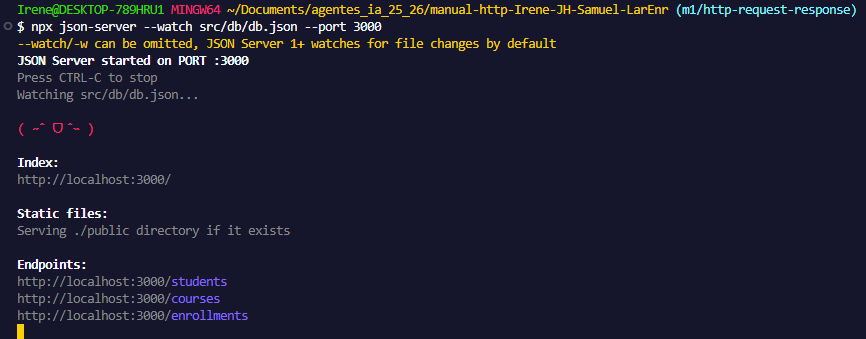 Irene@DESKTOP-789HRU1 MINGW64 ~/Documents/agentes_ia_25_26/manual-http-Irene-JH-Samuel-LarEnr (m1/http-request-response)
$ npx json-server --watch src/db/db.json --port 3000
--watch/-w can be omitted, JSON Server 1+ watches for file changes by default
JSON Server started on PORT :3000
Press CTRL-C to stop
Watching src/db/db.json...
( ˶ˆ ᗜ ˆ˵ )
Index:
http://localhost:3000/
Static files:
Serving ./public directory if it exists
Endpoints:
http://localhost:3000/students
http://localhost:3000/courses
http://localhost:3000/enrollments